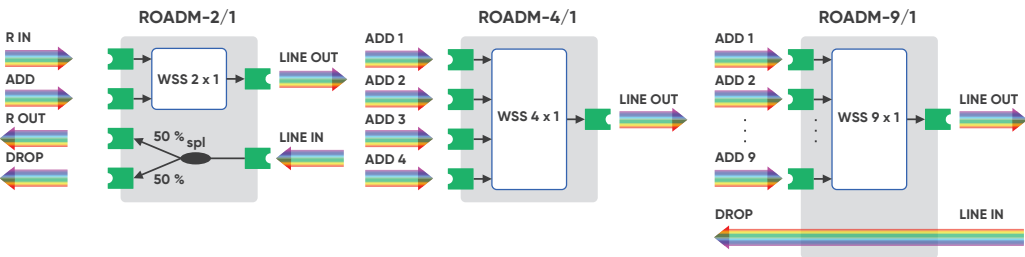 ROADM-2/1
R IN
ADD
R OUT
DROP
WSS 2 x 1
LINE OUT
50 %
spl
50 %
LINE IN
ROADM-4/1
ADD 1
ADD 2
ADD 3
ADD 4
WSS 4 x 1
LINE OUT
ROADM-9/1
ADD 1
ADD 2
ADD 9
WSS 9 x 1
LINE OUT
DROP
LINE IN